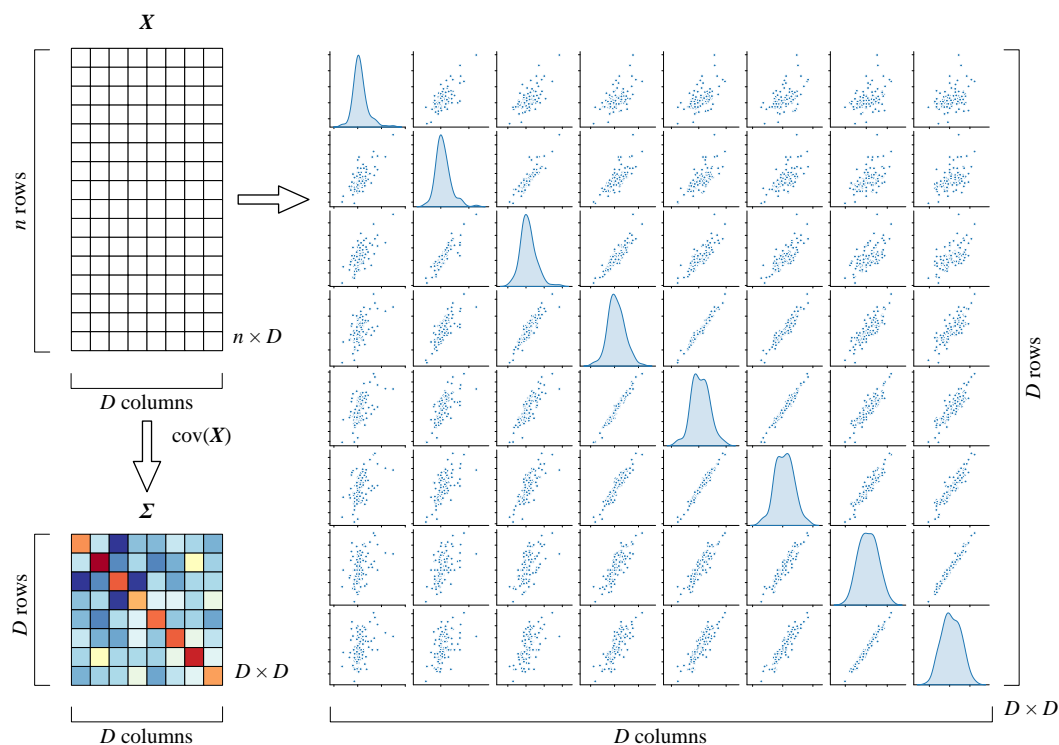 X
n rows
n × D
D columns
cov(X)
Σ
D rows
D × D
D columns
D rows
D × D
D columns